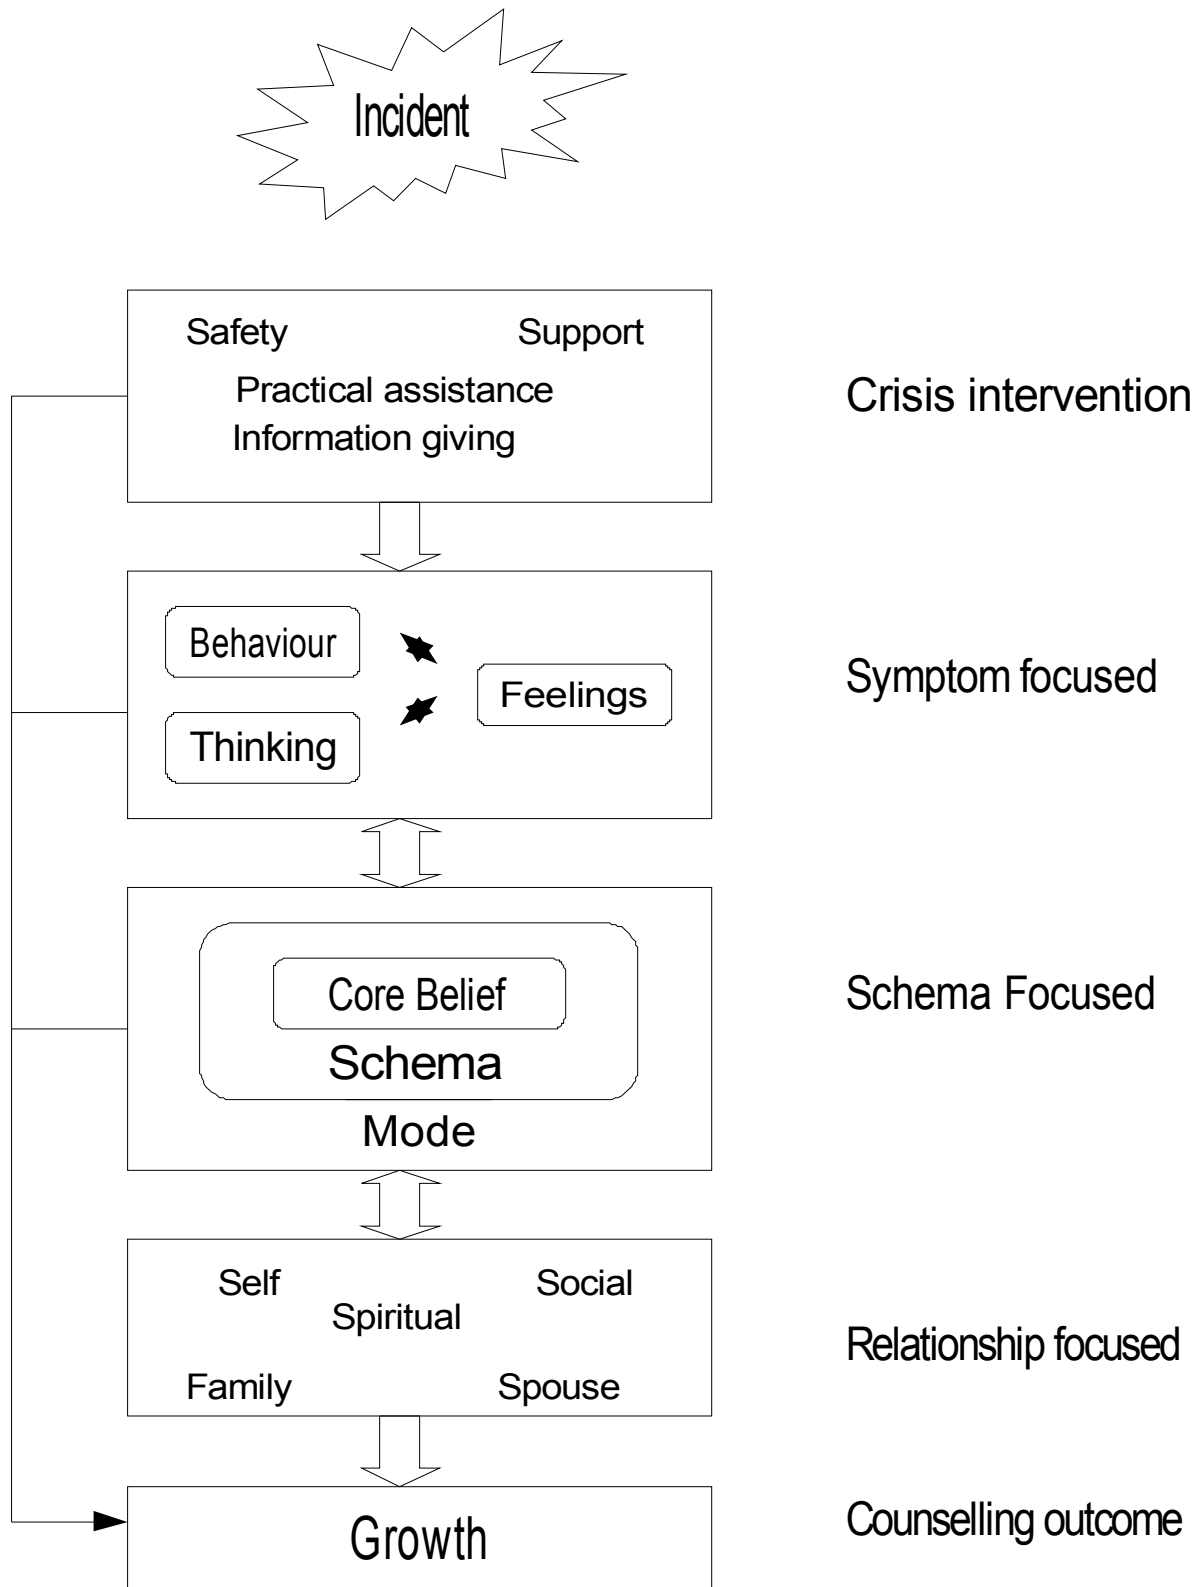 Incident
Safety Support
Practical assistance
Information giving
Crisis intervention
Behaviour
Feelings
Thinking
Symptom focused
Core Belief
Schema
Mode
Schema Focused
Self Social
Spiritual
Family Spouse
Relationship focused
Growth
Counselling outcome